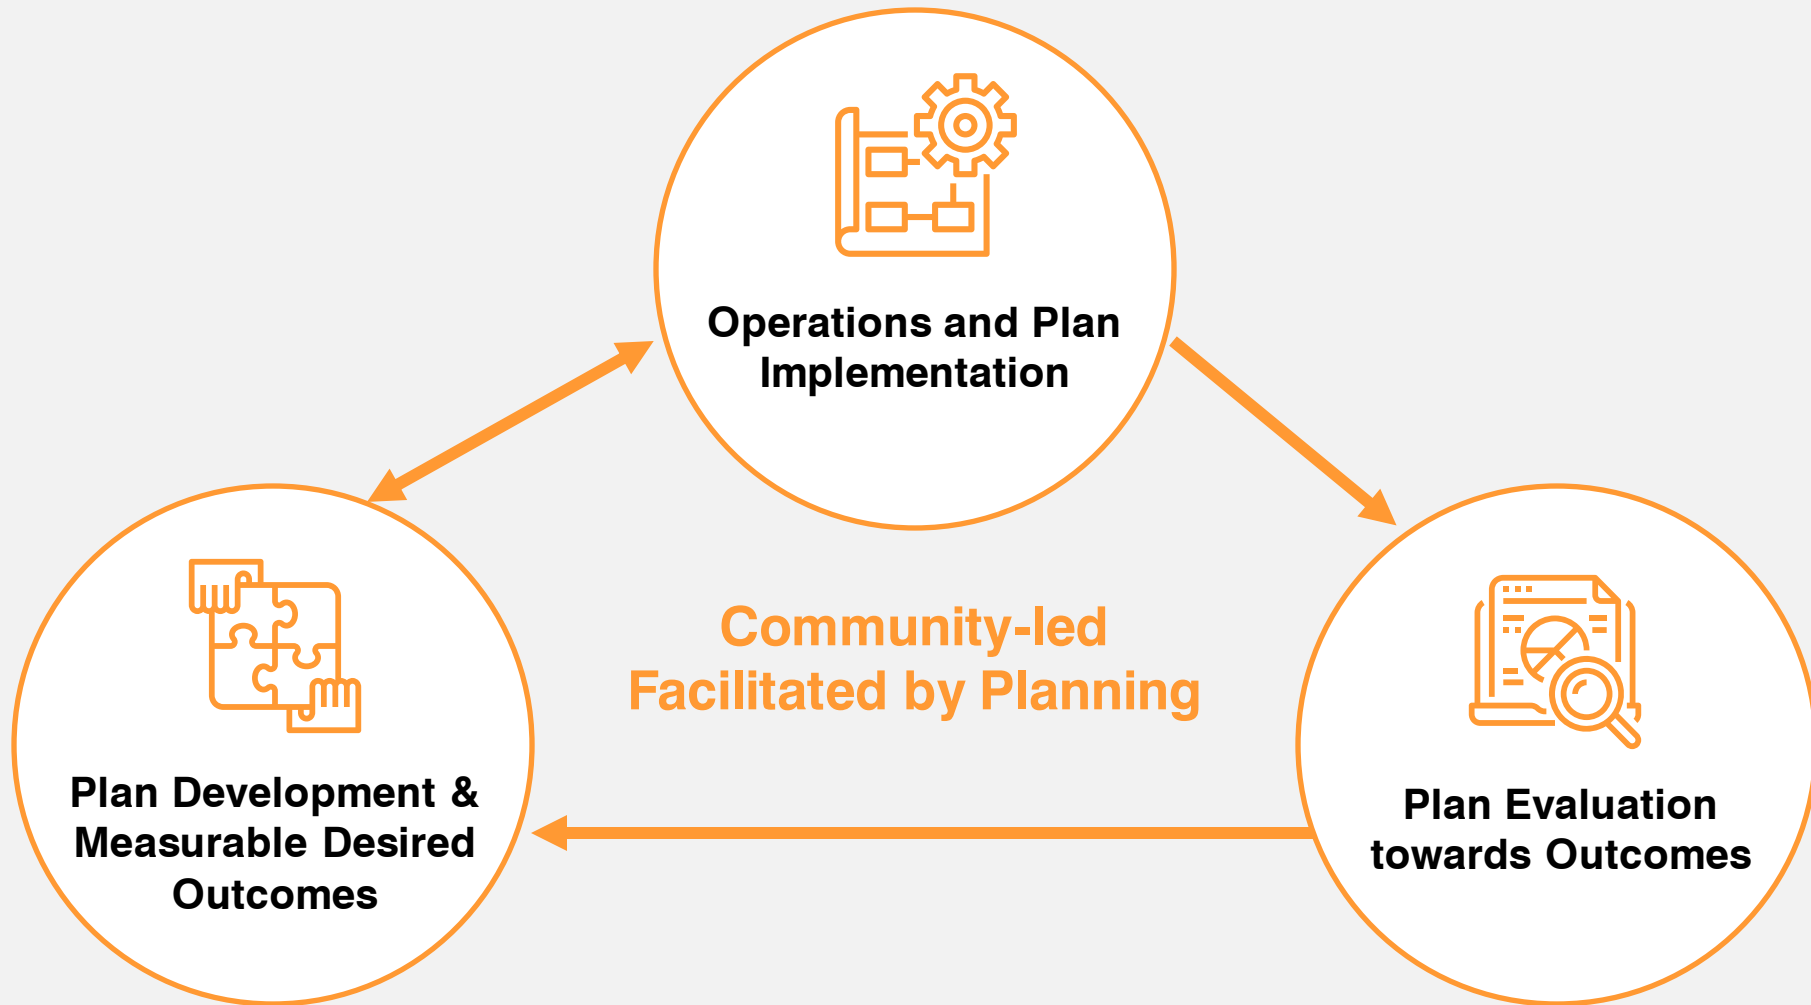 Operations and Plan
Implementation
Community-led
Facilitated by Planning
Plan Development &
Measurable Desired
Outcomes
Plan Evaluation
towards Outcomes